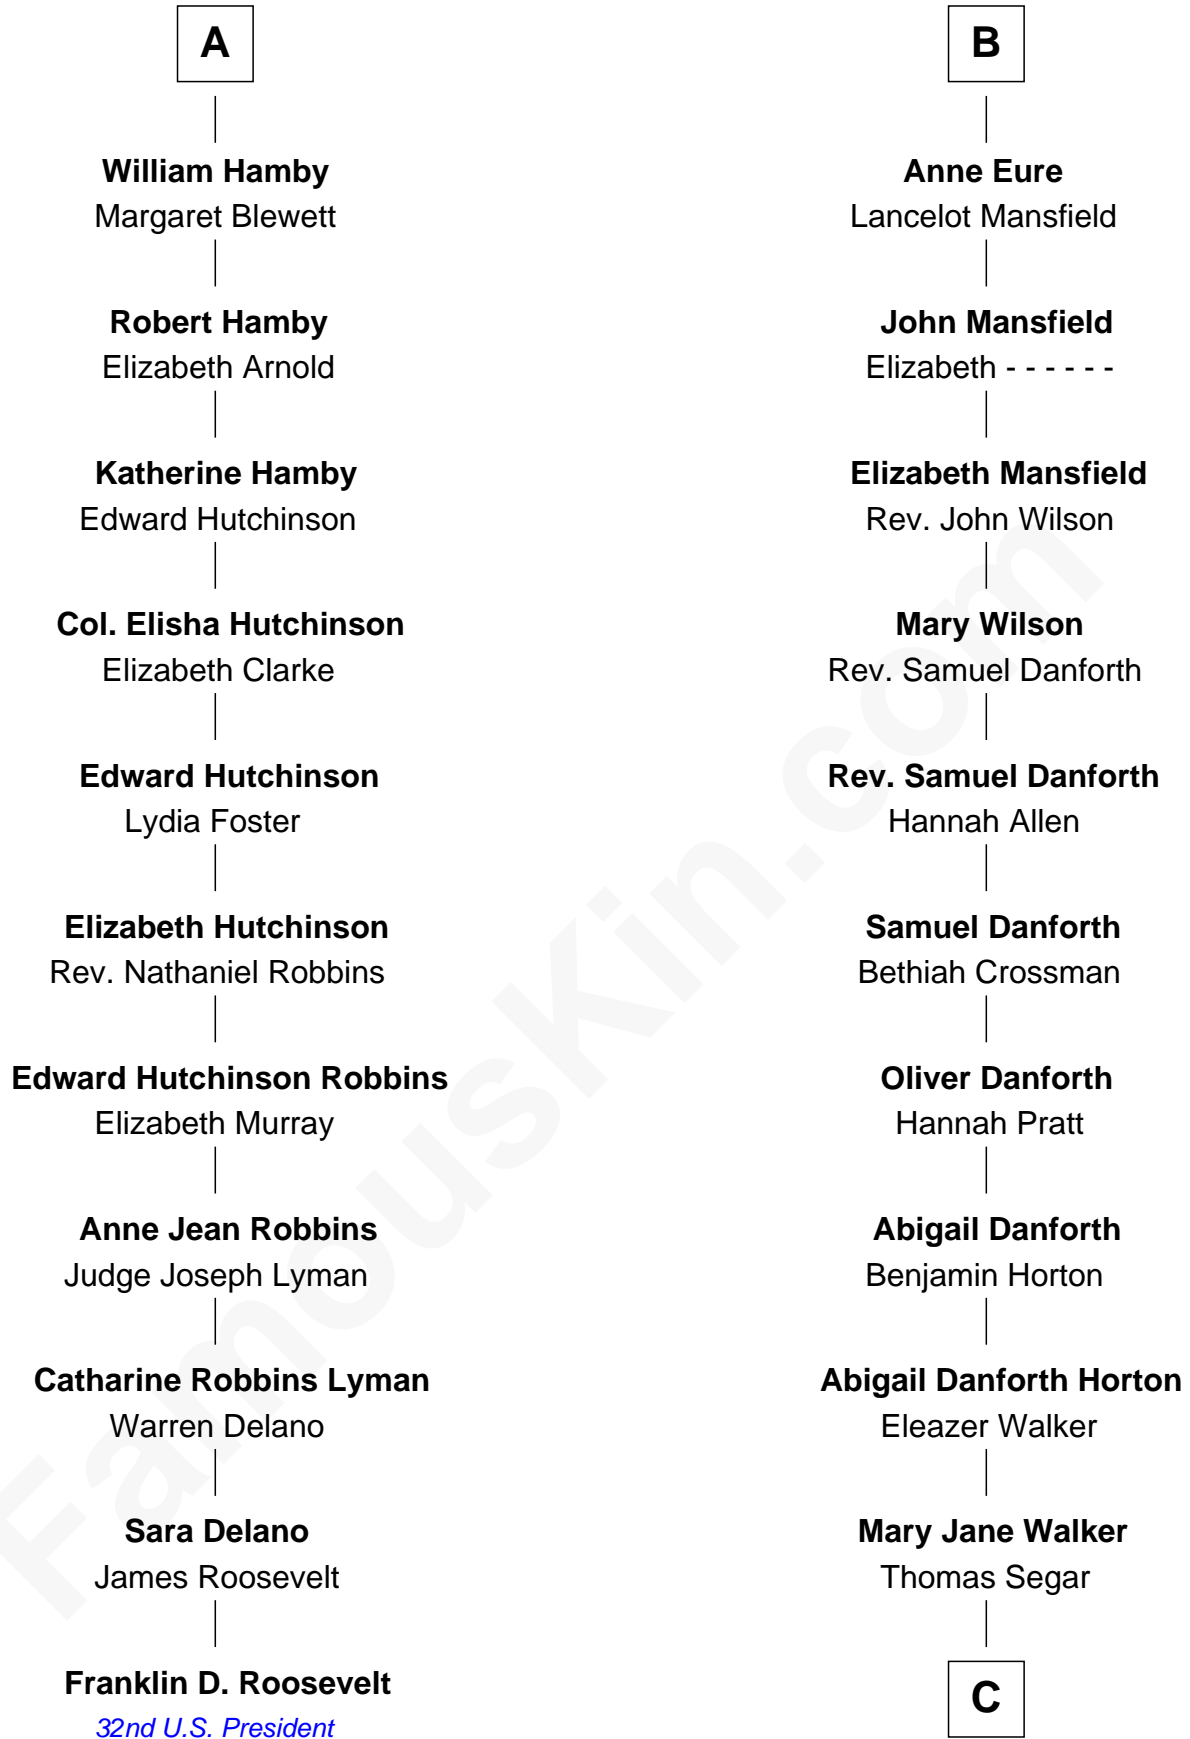 A
William Hamby
Margaret Blewett
Robert Hamby
Elizabeth Arnold
Katherine Hamby
Edward Hutchinson
Col. Elisha Hutchinson
Elizabeth Clarke
Edward Hutchinson
Lydia Foster
Elizabeth Hutchinson
Rev. Nathaniel Robbins
Edward Hutchinson Robbins
Elizabeth Murray
Anne Jean Robbins
Judge Joseph Lyman
Catharine Robbins Lyman
Warren Delano
Sara Delano
James Roosevelt
Franklin D. Roosevelt
32nd U.S. President
B
Anne Eure
Lancelot Mansfield
John Mansfield
Elizabeth - - - - - -
Elizabeth Mansfield
Rev. John Wilson
Mary Wilson
Rev. Samuel Danforth
Rev. Samuel Danforth
Hannah Allen
Samuel Danforth
Bethiah Crossman
Oliver Danforth
Hannah Pratt
Abigail Danforth
Benjamin Horton
Abigail Danforth Horton
Eleazer Walker
Mary Jane Walker
Thomas Segar
C
FamousKin.com